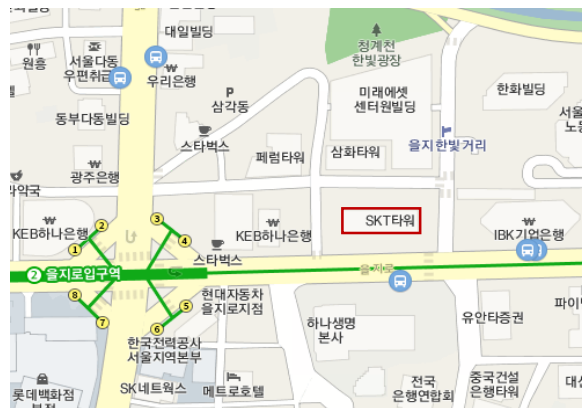 대일빌딩
원흥
서울다동
우편취급
우리은행
청계천
한빛광장
P
삼각동
미래에셋
센터원빌딩
한화빌딩
동부다동빌딩
스타벅스
페럼타워
삼화타워
을지한빛거리
광주은행
KEB하나은행
2
1
3
4
스타벅스
KEB하나은행
SKT타워
IBK기업은행
2 을지로입구역
을지로
8
7
5
6
현대자동차
을지로지점
한국전력공사
서울지역본부
하나생명
본사
유안타증권
롯데백화점
SK네트웍스
메트로호텔
전국
은행연합회
중국건설
은행타워